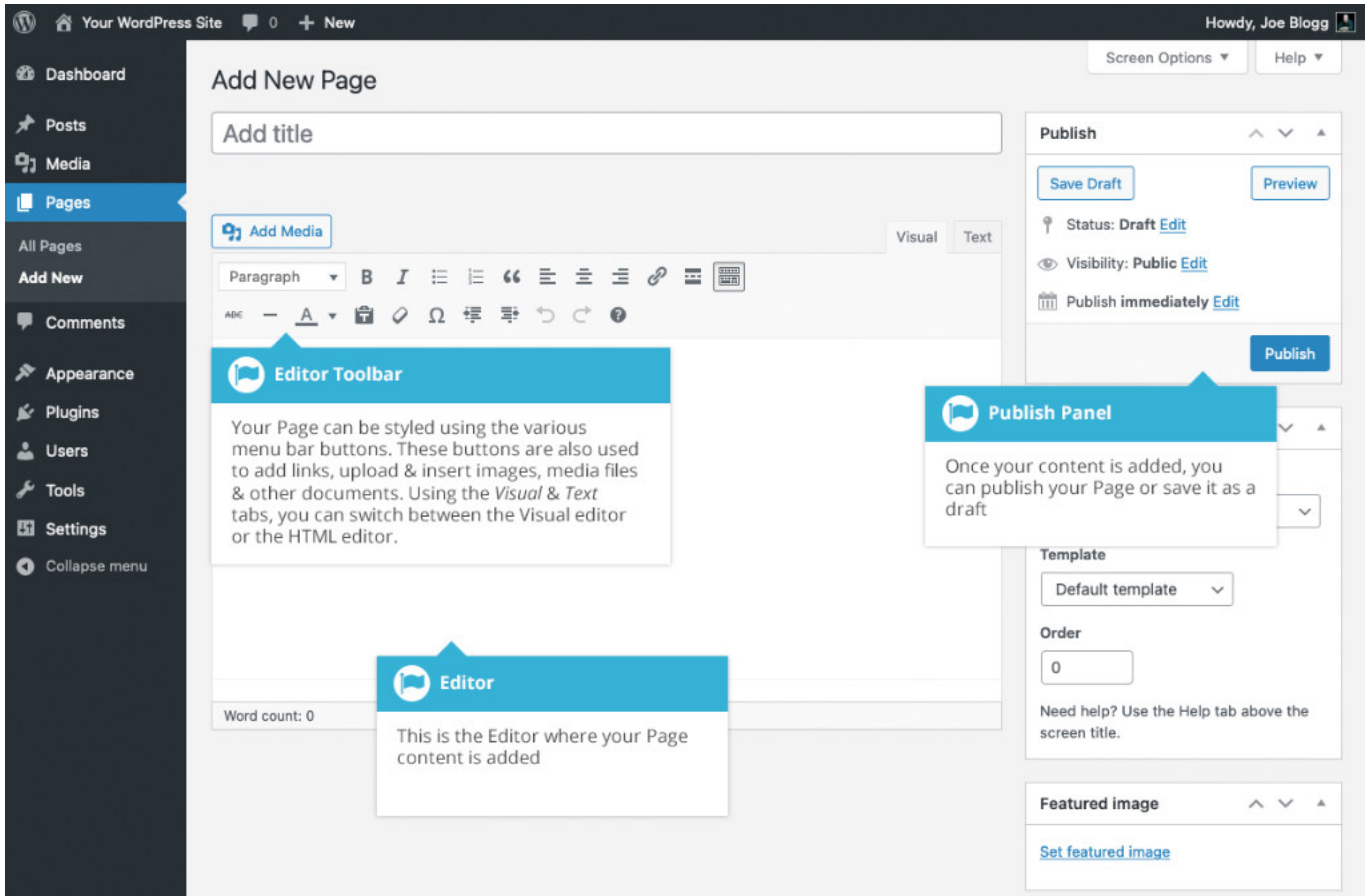 Your WordPress Site 0 + New
Howdy, Joe Blogg
Dashboard
Posts
Media
Pages
All Pages
Add New
Comments
Appearance
Plugins
Users
Tools
Settings
Collapse menu
Screen Options
Help
Add New Page
Add title
Add Media
Visual Text
Paragraph B I
ABC A Ω
Editor Toolbar
Your Page can be styled using the various
menu bar buttons. These buttons are also used
to add links, upload & insert images, media files
& other documents. Using the Visual & Text
tabs, you can switch between the Visual editor
or the HTML editor.
Editor
This is the Editor where your Page
content is added
Word count: 0
Publish
Save Draft
Preview
Status: Draft Edit
Visibility: Public Edit
Publish immediately Edit
Publish
Publish Panel
Once your content is added, you
can publish your Page or save it as a
draft
Template
Default template
Order
0
Need help? Use the Help tab above the
screen title.
Featured image
Set featured image